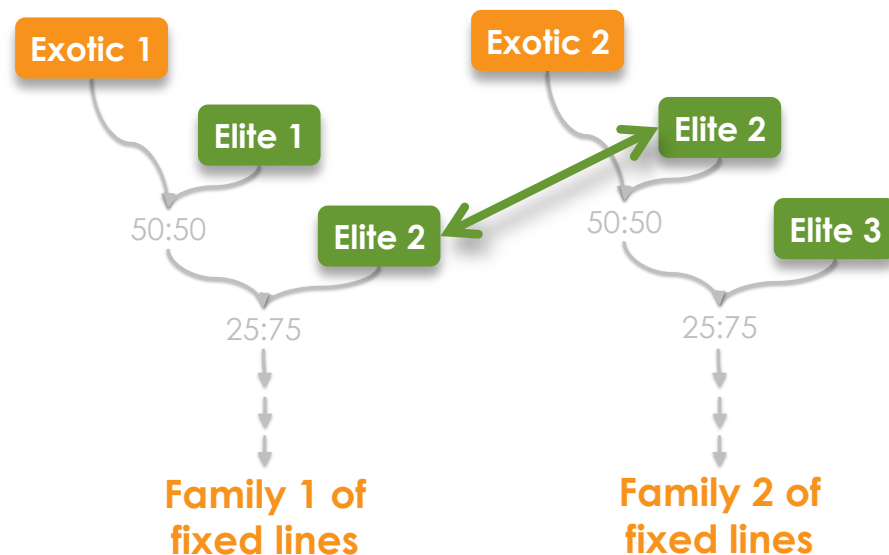 Exotic 1
Elite 1
50:50
Elite 2
25:75
Family 1 of
fixed lines
Exotic 2
Elite 2
50:50
Elite 3
25:75
Family 2 of
fixed lines